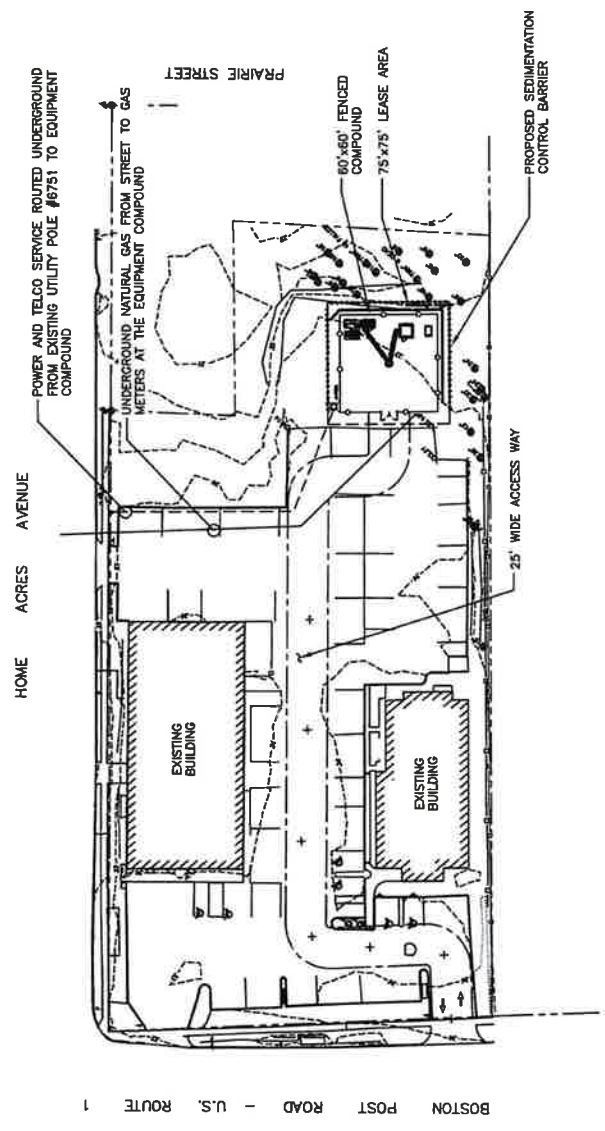 HOME ACRES AVENUE
POWER AND TELCO SERVICE ROUTED UNDERGROUND
FROM EXISTING UTILITY POLE #6751 TO EQUIPMENT
COMPOUND
UNDERGROUND NATURAL GAS FROM STREET TO GAS
METERS AT THE EQUIPMENT COMPOUND
PRAIRIE STREET
60'x60' FENCED
COMPOUND
75'x75' LEASE AREA
PROPOSED SEDIMENTATION
CONTROL BARRIER
25' WIDE ACCESS WAY
EXISTING
BUILDING
EXISTING
BUILDING
BOSTON POST ROAD - U.S. ROUTE 1